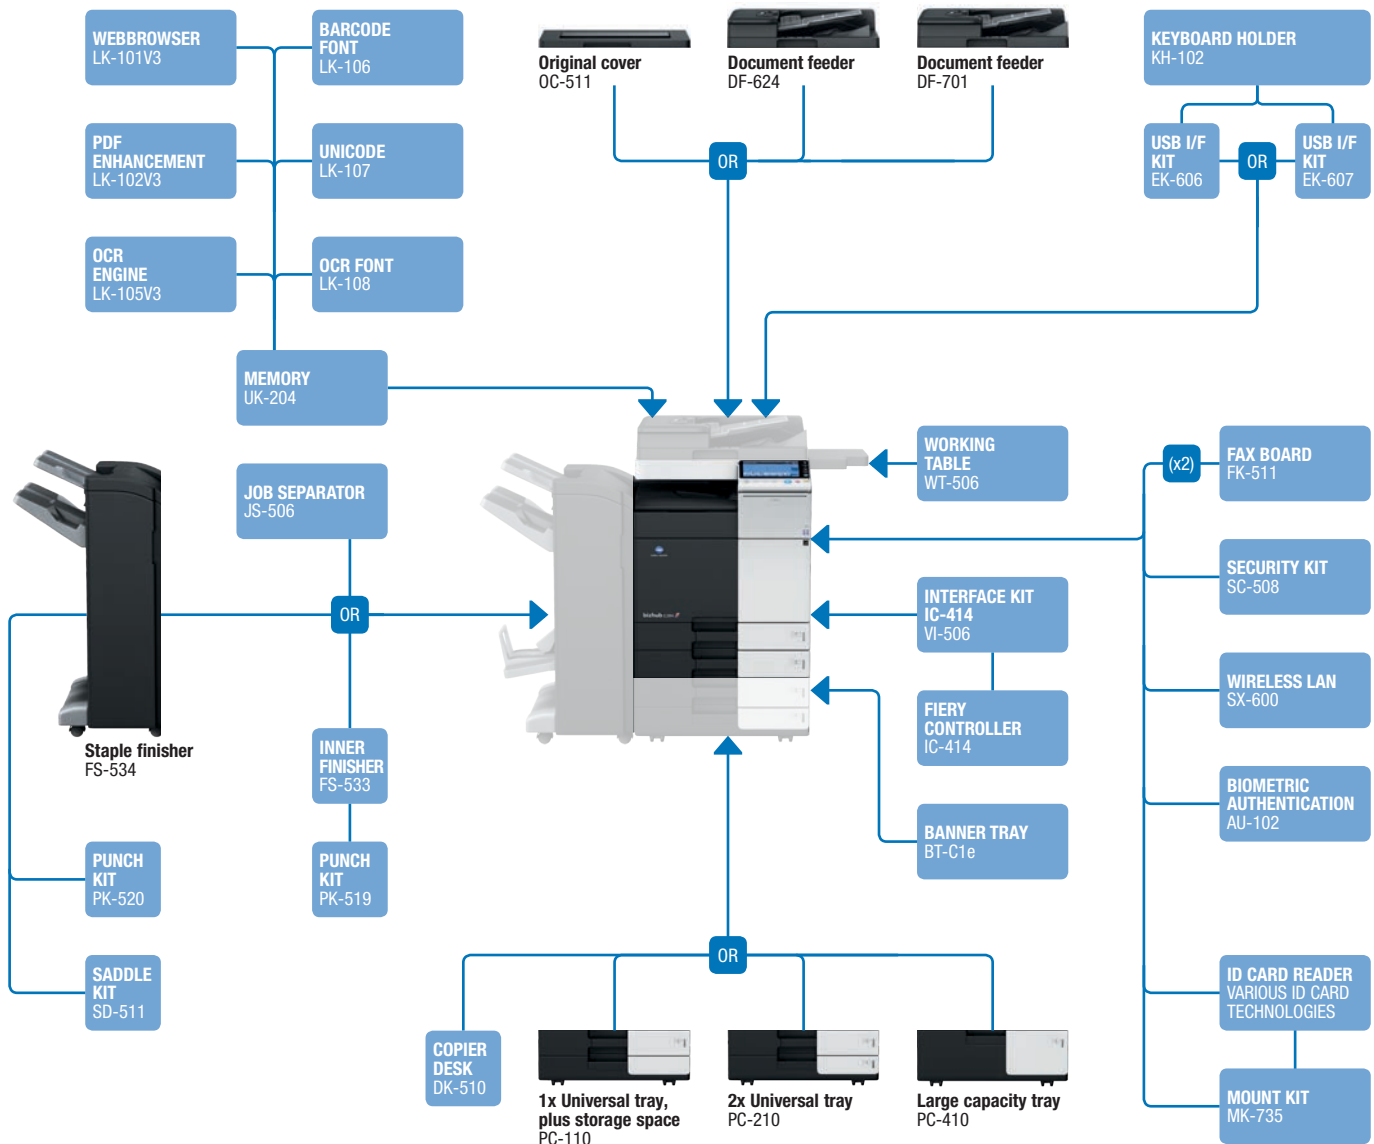 WEBBROWSER
LK-101V3
BARCODE
FONT
LK-106
Original cover
OC-511
Document feeder
DF-624
Document feeder
DF-701
KEYBOARD HOLDER
KH-102
PDF
ENHANCEMENT
LK-102V3
UNICODE
LK-107
OR
USB I/F
KIT
EK-606
OR
USB I/F
KIT
EK-607
OCR
ENGINE
LK-105V3
OCR FONT
LK-108
MEMORY
UK-204
WORKING
TABLE
WT-506
(x2)
FAX BOARD
FK-511
JOB SEPARATOR
JS-506
SECURITY KIT
SC-508
OR
bizhub
INTERFACE KIT
IC-414
VI-506
WIRELESS LAN
SX-600
FIERY
CONTROLLER
IC-414
Staple finisher
FS-534
INNER
FINISHER
FS-533
BIOMETRIC
AUTHENTICATION
AU-102
BANNER TRAY
BT-C1e
PUNCH
KIT
PK-520
PUNCH
KIT
PK-519
OR
SADDLE
KIT
SD-511
ID CARD READER
VARIOUS ID CARD
TECHNOLOGIES
COPIER
DESK
DK-510
1x Universal tray,
plus storage space
PC-110
2x Universal tray
PC-210
Large capacity tray
PC-410
MOUNT KIT
MK-735